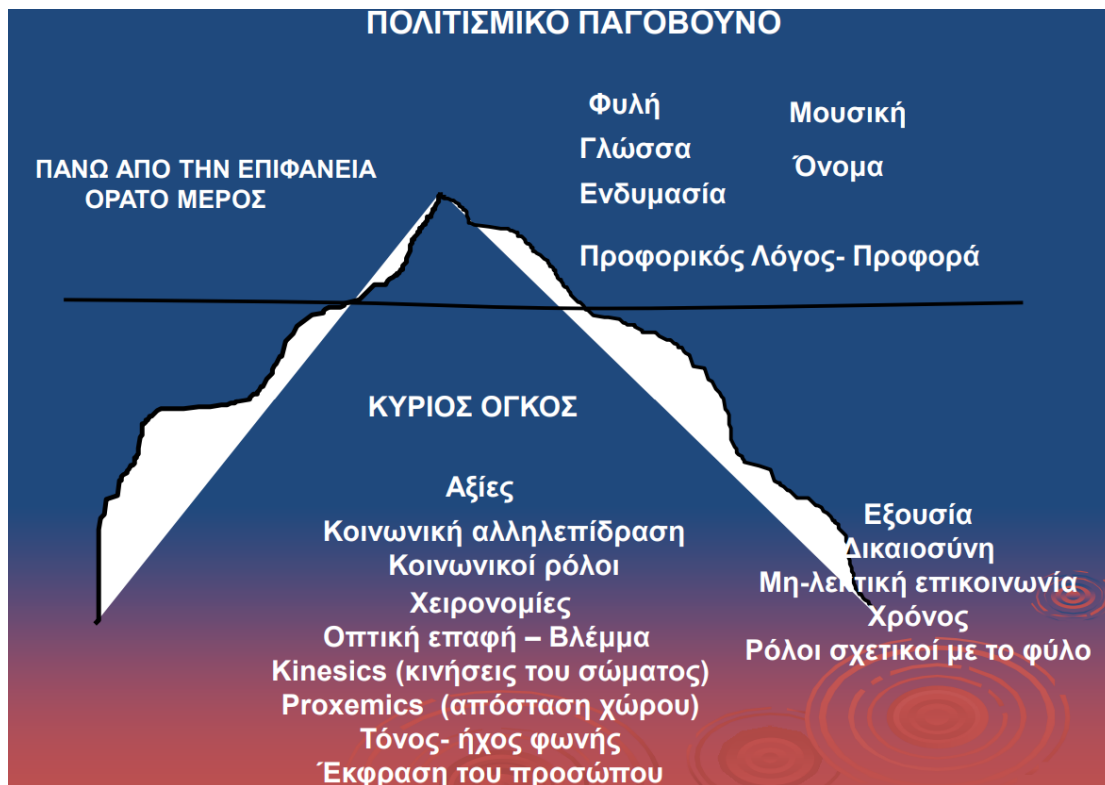 ΠΟΛΙΤΙΣΜΙΚΟ ΠΑΓΟΒΟΥΝΟ
ΠΑΝΩ ΑΠΟ ΤΗΝ ΕΠΙΦΑΝΕΙΑ
ΟΡΑΤΟ ΜΕΡΟΣ
Φυλή
Γλώσσα
Ενδυμασία
Μουσική
Όνομα
Προφορικός Λόγος- Προφορά
ΚΥΡΙΟΣ ΟΓΚΟΣ
Αξίες
Κοινωνική αλληλεπίδραση
Κοινωνικοί ρόλοι
Χειρονομίες
Οπτική επαφή – Βλέμμα
Kinesics (κινήσεις του σώματος)
Proxemics (απόσταση χώρου)
Τόνος- ήχος φωνής
Έκφραση του προσώπου
Εξουσία
Δικαιοσύνη
Μη-λεκτική επικοινωνία
Χρόνος
Ρόλοι σχετικοί με το φύλο